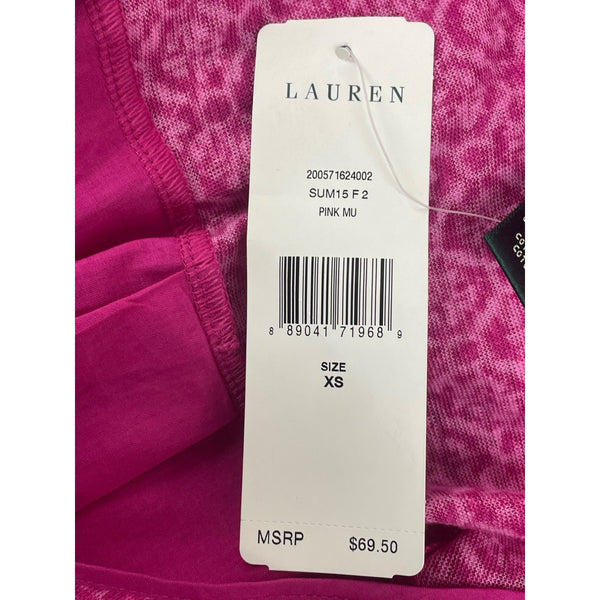 LAUREN
200571624002
SUM15 F 2
PINK MU
8 89041 71968 9
SIZE
XS
MSRP $69.50